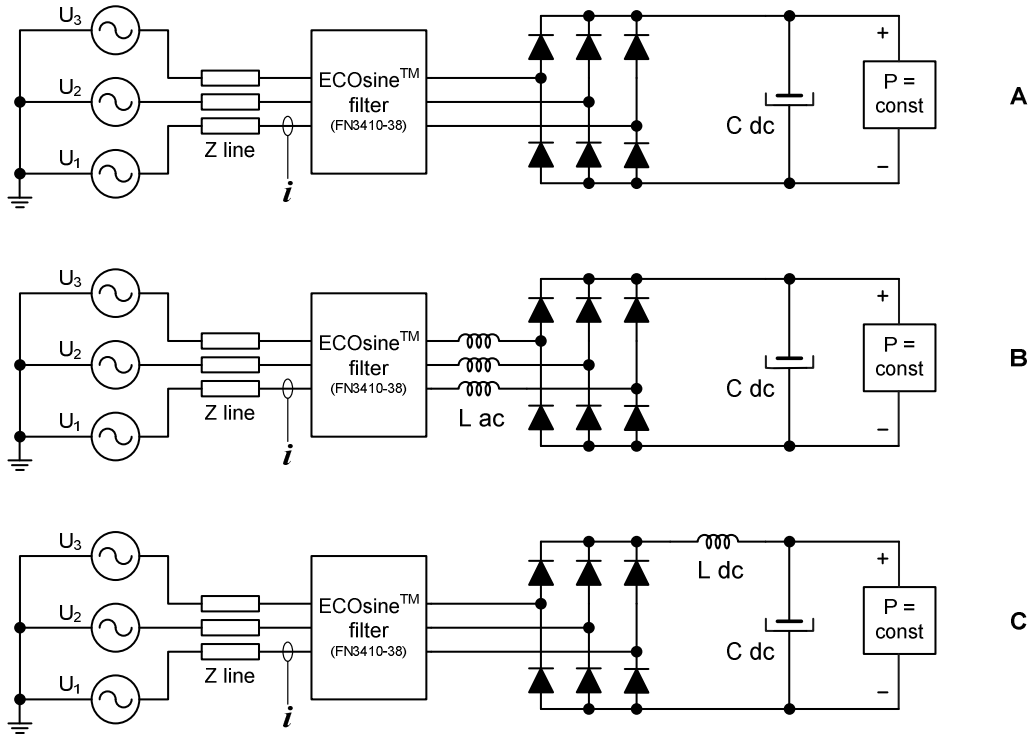 U3
ECOsine™
filter
(FN3410-38)
+
P =
const
A
U2
C dc
U1
Z line
i
−
U3
ECOsine™
filter
(FN3410-38)
+
P =
const
B
U2
C dc
U1
Z line
L ac
i
−
U3
L dc
ECOsine™
filter
(FN3410-38)
+
P =
const
C
U2
C dc
U1
Z line
i
−